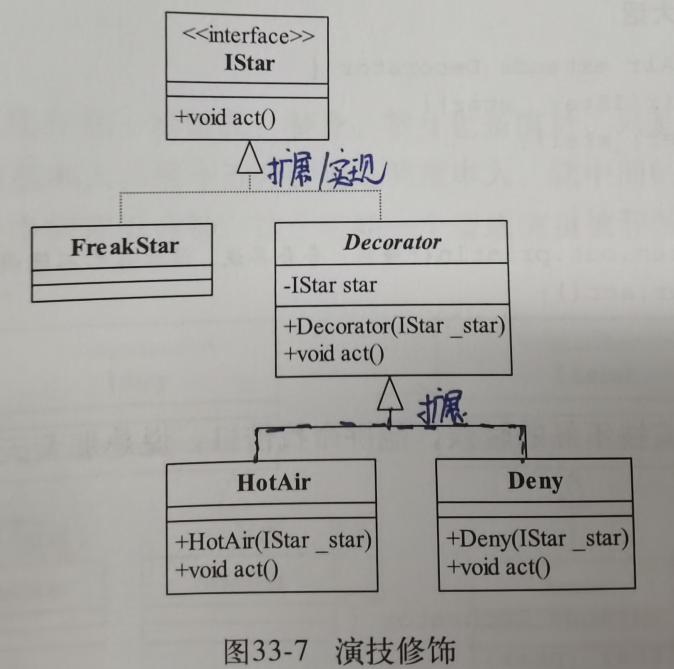 <<interface>>
IStar
+void act()
扩展/实现
FreakStar
Decorator
-IStar star
+Decorator(IStar _star)
+void act()
扩展
HotAir
+HotAir(IStar _star)
+void act()
Deny
+Deny(IStar _star)
+void act()
图33-7 演技修饰